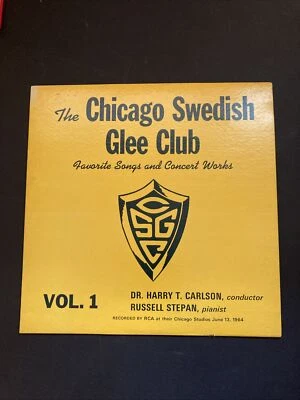 The Chicago Swedish
Glee Club
Favorite Songs and Concert Works
CSGC
VOL. 1
DR. HARRY T. CARLSON, conductor
RUSSELL STEPAN, pianist
RECORDED BY RCA at their Chicago Studios June 13, 1964